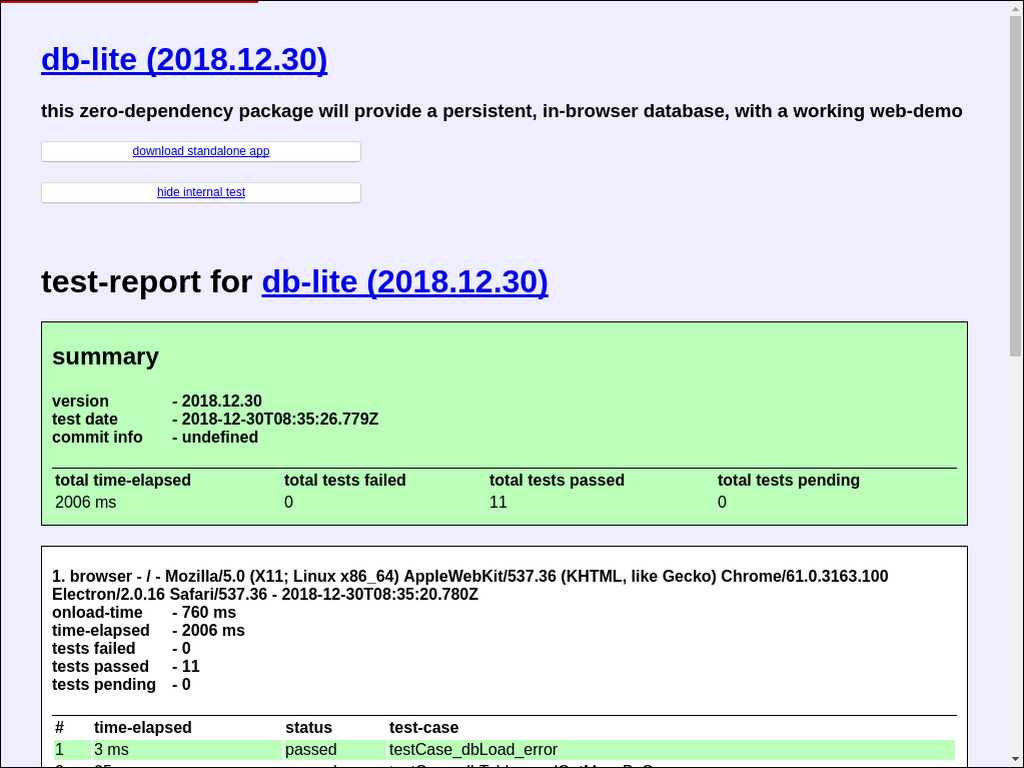 db-lite (2018.12.30)
this zero-dependency package will provide a persistent, in-browser database, with a working web-demo
download standalone app
hide internal test
test-report for db-lite (2018.12.30)
summary
version - 2018.12.30
test date - 2018-12-30T08:35:26.779Z
commit info - undefined
total time-elapsed total tests failed total tests passed total tests pending
2006 ms 0 11 0
1. browser - / - Mozilla/5.0 (X11; Linux x86_64) AppleWebKit/537.36 (KHTML, like Gecko) Chrome/61.0.3163.100
Electron/2.0.16 Safari/537.36 - 2018-12-30T08:35:20.780Z
onload-time - 760 ms
time-elapsed - 2006 ms
tests failed - 0
tests passed - 11
tests pending - 0
# time-elapsed status test-case
1 3 ms passed testCase_dbLoad_error